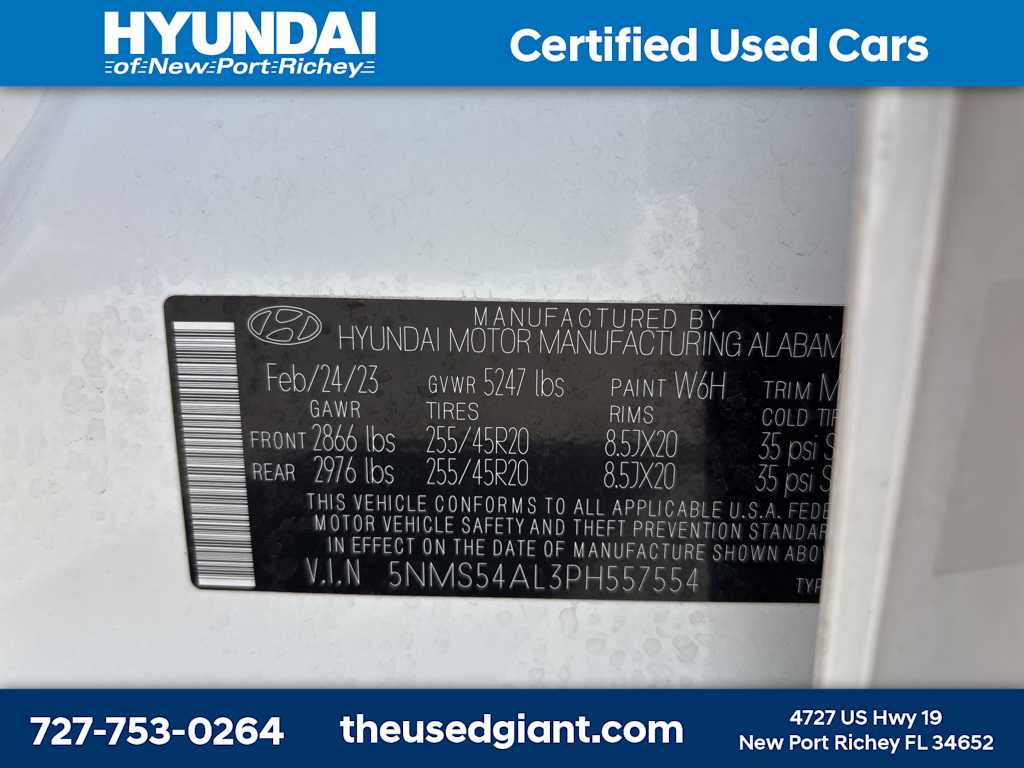 HYUNDAI
of New Port Richey
Certified Used Cars
MANUFACTURED BY
HYUNDAI MOTOR MANUFACTURING
Feb/24/23 GVWR 5247 lbs PAINT W6H TRIM
GAWR TIRES RIMS COLD
FRONT 2866 lbs 255/45R20 8.5JX20 35 psi
REAR 2976 lbs 255/45R20 8.5JX20 35 psi
THIS VEHICLE CONFORMS TO ALL APPLICABLE U.S.A.
MOTOR VEHICLE SAFETY AND THEFT PREVENTION
IN EFFECT ON THE DATE OF MANUFACTURE SHOWN
V.I.N 5NMS54AL3PH557554
727-753-0264
theusedgiant.com
4727 US Hwy 19
New Port Richey FL 34652